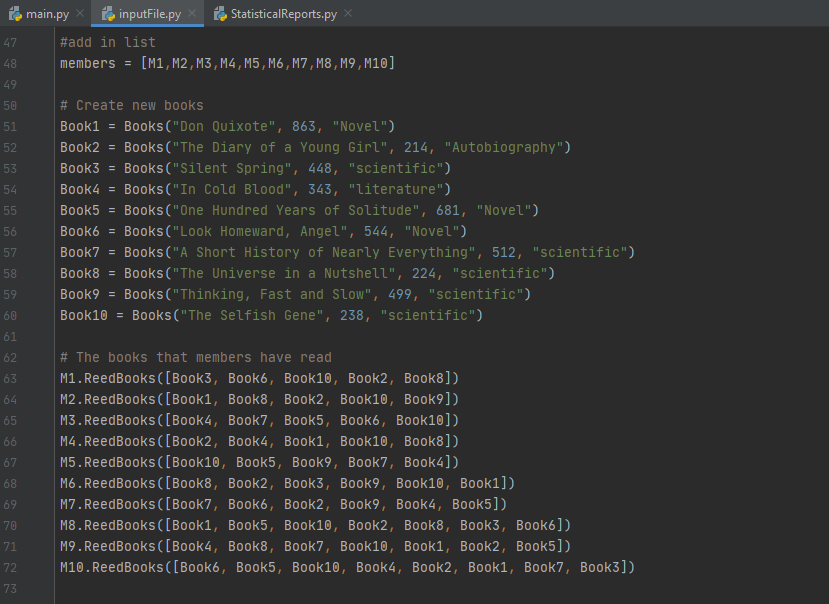 main.py inputFile.py StatisticalReports.py
47 #add in list
48 members = [M1,M2,M3,M4,M5,M6,M7,M8,M9,M10]
49
50 # Create new books
51 Book1 = Books("Don Quixote", 863, "Novel")
52 Book2 = Books("The Diary of a Young Girl", 214, "Autobiography")
53 Book3 = Books("Silent Spring", 448, "scientific")
54 Book4 = Books("In Cold Blood", 343, "literature")
55 Book5 = Books("One Hundred Years of Solitude", 681, "Novel")
56 Book6 = Books("Look Homeward, Angel", 544, "Novel")
57 Book7 = Books("A Short History of Nearly Everything", 512, "scientific")
58 Book8 = Books("The Universe in a Nutshell", 224, "scientific")
59 Book9 = Books("Thinking, Fast and Slow", 499, "scientific")
60 Book10 = Books("The Selfish Gene", 238, "scientific")
61
62 # The books that members have read
63 M1.ReedBooks([Book3, Book6, Book10, Book2, Book8])
64 M2.ReedBooks([Book1, Book8, Book2, Book10, Book9])
65 M3.ReedBooks([Book4, Book7, Book5, Book6, Book10])
66 M4.ReedBooks([Book2, Book4, Book1, Book10, Book8])
67 M5.ReedBooks([Book10, Book5, Book9, Book7, Book4])
68 M6.ReedBooks([Book8, Book2, Book3, Book9, Book10, Book1])
69 M7.ReedBooks([Book7, Book6, Book2, Book9, Book4, Book5])
70 M8.ReedBooks([Book1, Book5, Book10, Book2, Book8, Book3, Book6])
71 M9.ReedBooks([Book4, Book8, Book7, Book10, Book1, Book2, Book5])
72 M10.ReedBooks([Book6, Book5, Book10, Book4, Book2, Book1, Book7, Book3])
73